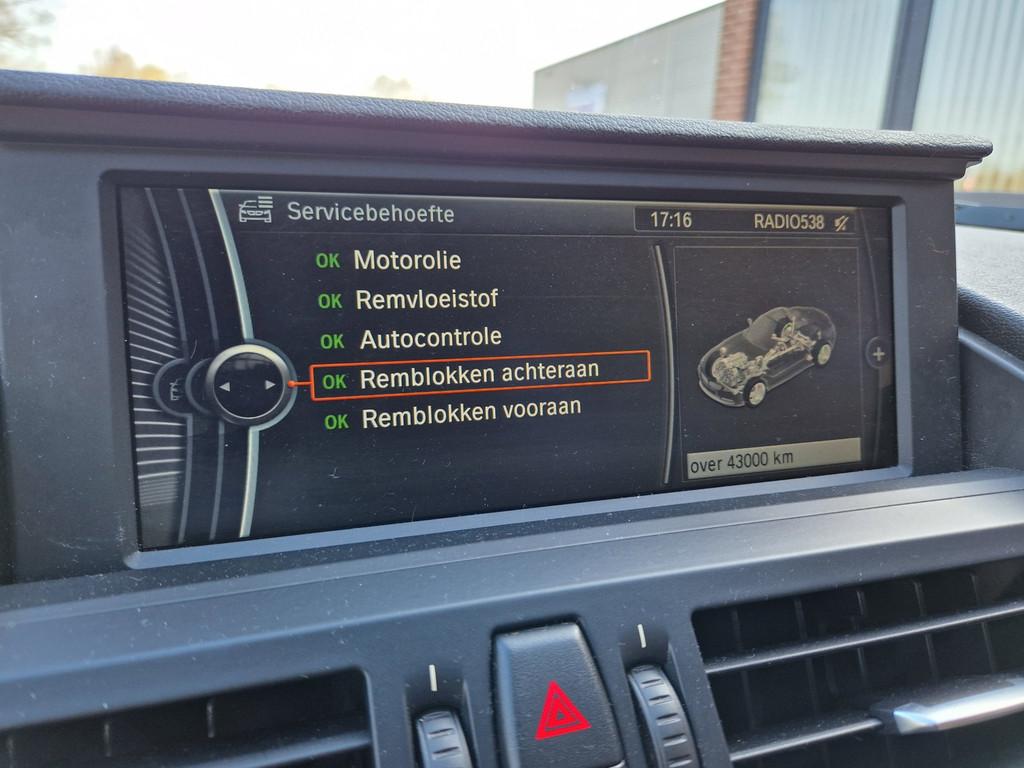 Servicebehoefte
17:16 RADIO538
OK Motorolie
OK Remvloeistof
OK Autocontrole
OK Remblokken achteraan
OK Remblokken vooraan
over 43000 km